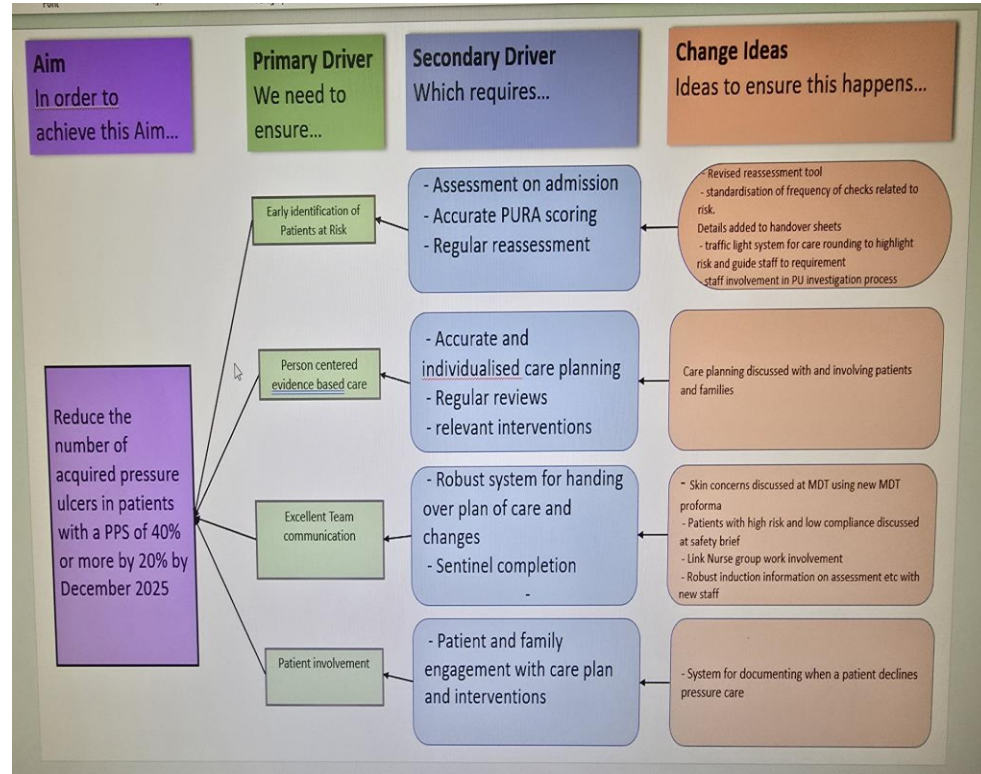 Font
Aim
In order to
achieve this Aim...
Primary Driver
We need to
ensure...
Secondary Driver
Which requires...
Change Ideas
Ideas to ensure this happens...
Early identification of
Patients at Risk
- Assessment on admission
- Accurate PURA scoring
- Regular reassessment
- Revised reassessment tool
- standardisation of frequency of checks related to
risk.
Details added to handover sheets
- traffic light system for care rounding to highlight
risk and guide staff to requirement
- staff involvement in PU investigation process
Reduce the
number of
acquired pressure
ulcers in patients
with a PPS of 40%
or more by 20% by
December 2025
Person centered
evidence based care
- Accurate and
individualised care planning
- Regular reviews
- relevant interventions
Care planning discussed with and involving patients
and families
Excellent Team
communication
- Robust system for handing
over plan of care and
changes
- Sentinel completion
-
- Skin concerns discussed at MDT using new MDT
proforma
- Patients with high risk and low compliance discussed
at safety brief
- Link Nurse group work involvement
- Robust induction information on assessment etc with
new staff
Patient involvement
- Patient and family
engagement with care plan
and interventions
- System for documenting when a patient declines
pressure care